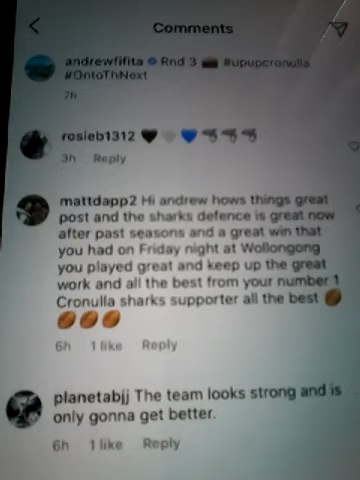 Comments
andrewfifita Rnd 3 📸 #upupcronulla
#OntoThNext
7h
rosieb1312 🖤🤍💙🦈🦈🦈
3h Reply
mattdapp2 Hi andrew hows things great
post and the sharks defence is great now
after past seasons and a great win that
you had on Friday night at Wollongong
you played great and keep up the great
work and all the best from your number 1
Cronulla sharks supporter all the best 🏉
🏉🏉🏉
6h 1 like Reply
planetabjj The team looks strong and is
only gonna get better.
6h 1 like Reply